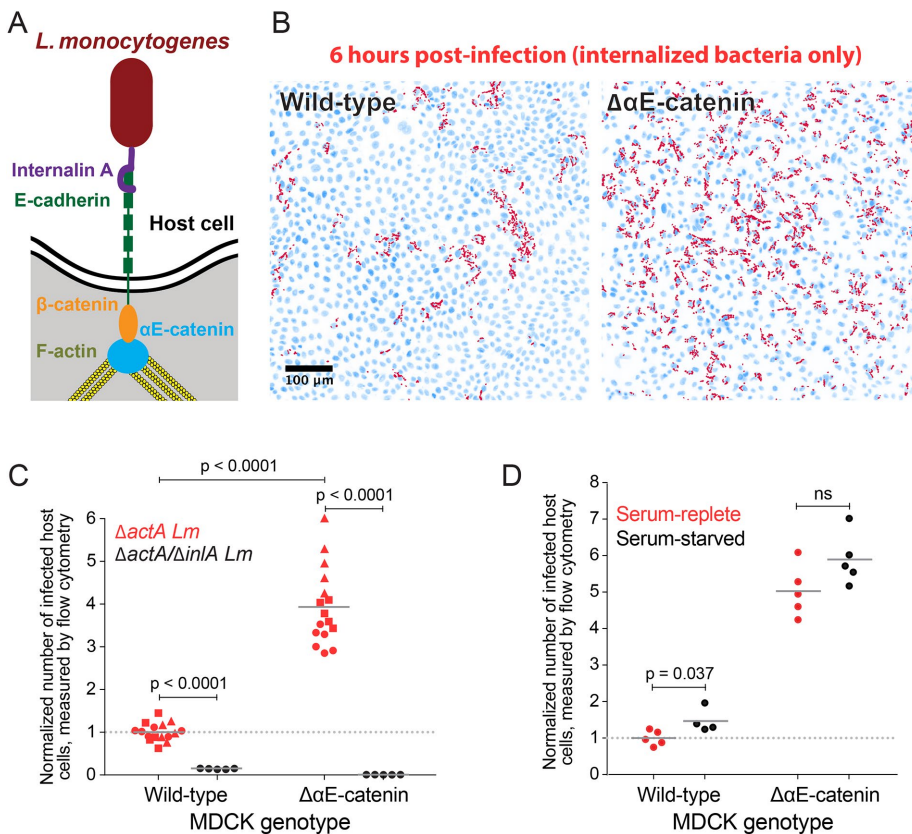 A
L. monocytogenes
Internalin A
E-cadherin
Host cell
β-catenin
αE-catenin
F-actin
B
6 hours post-infection (internalized bacteria only)
Wild-type
ΔαE-catenin
100 μm
C
Normalized number of infected host
cells, measured by flow cytometry
6
5
4
3
2
1
0
ΔactA Lm
ΔactA/ΔinlA Lm
p < 0.0001
p < 0.0001
p < 0.0001
Wild-type
ΔαE-catenin
MDCK genotype
D
Normalized number of infected host
cells, measured by flow cytometry
8
7
6
5
4
3
2
1
0
Serum-replete
Serum-starved
ns
p = 0.037
Wild-type
ΔαE-catenin
MDCK genotype